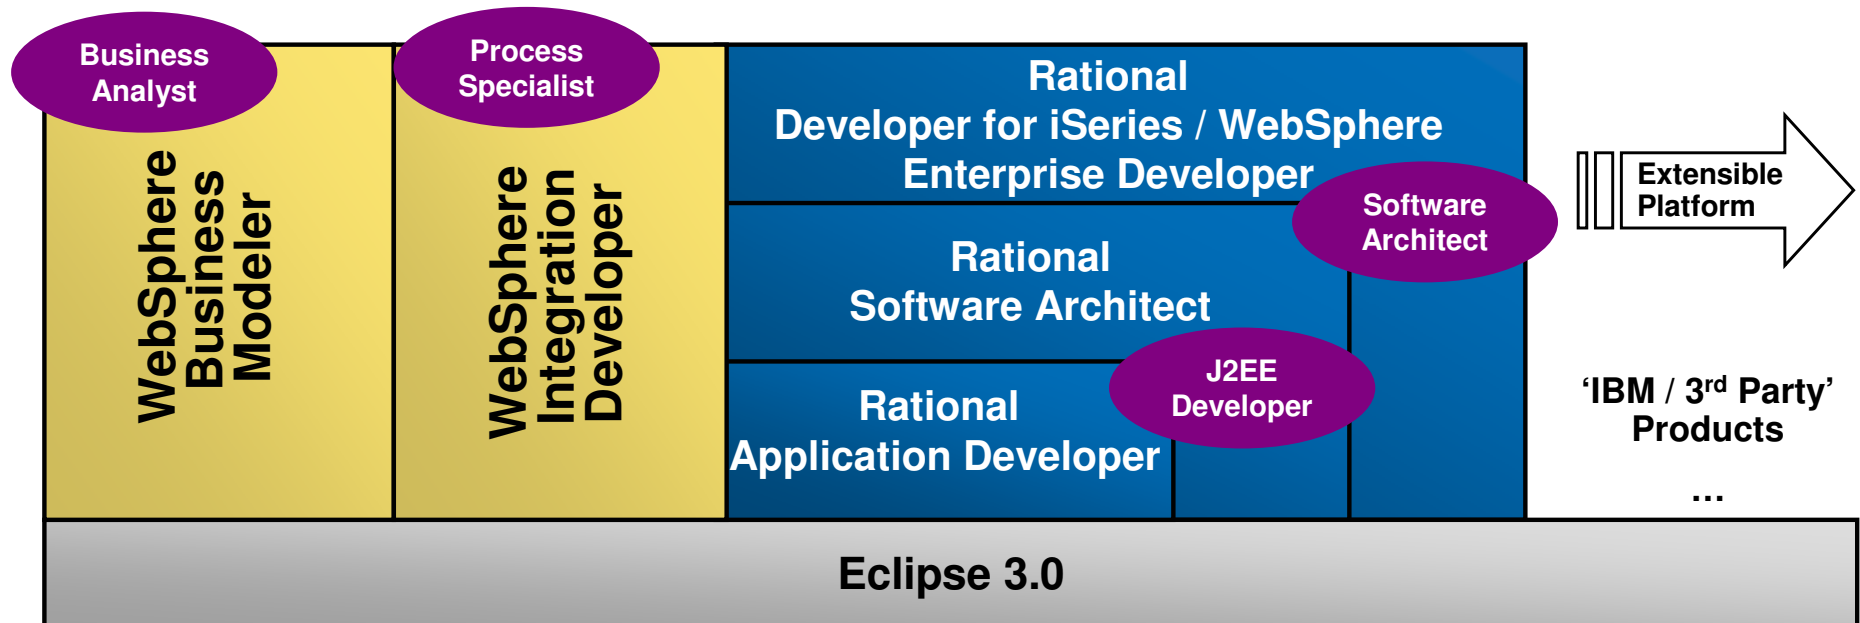 Business
Analyst
WebSphere
Business
Modeler
Process
Specialist
WebSphere
Integration
Developer
Rational
Developer for iSeries / WebSphere
Enterprise Developer
Software
Architect
Rational
Software Architect
J2EE
Developer
Rational
Application Developer
Extensible
Platform
‘IBM / 3rd Party’
Products
...
Eclipse 3.0